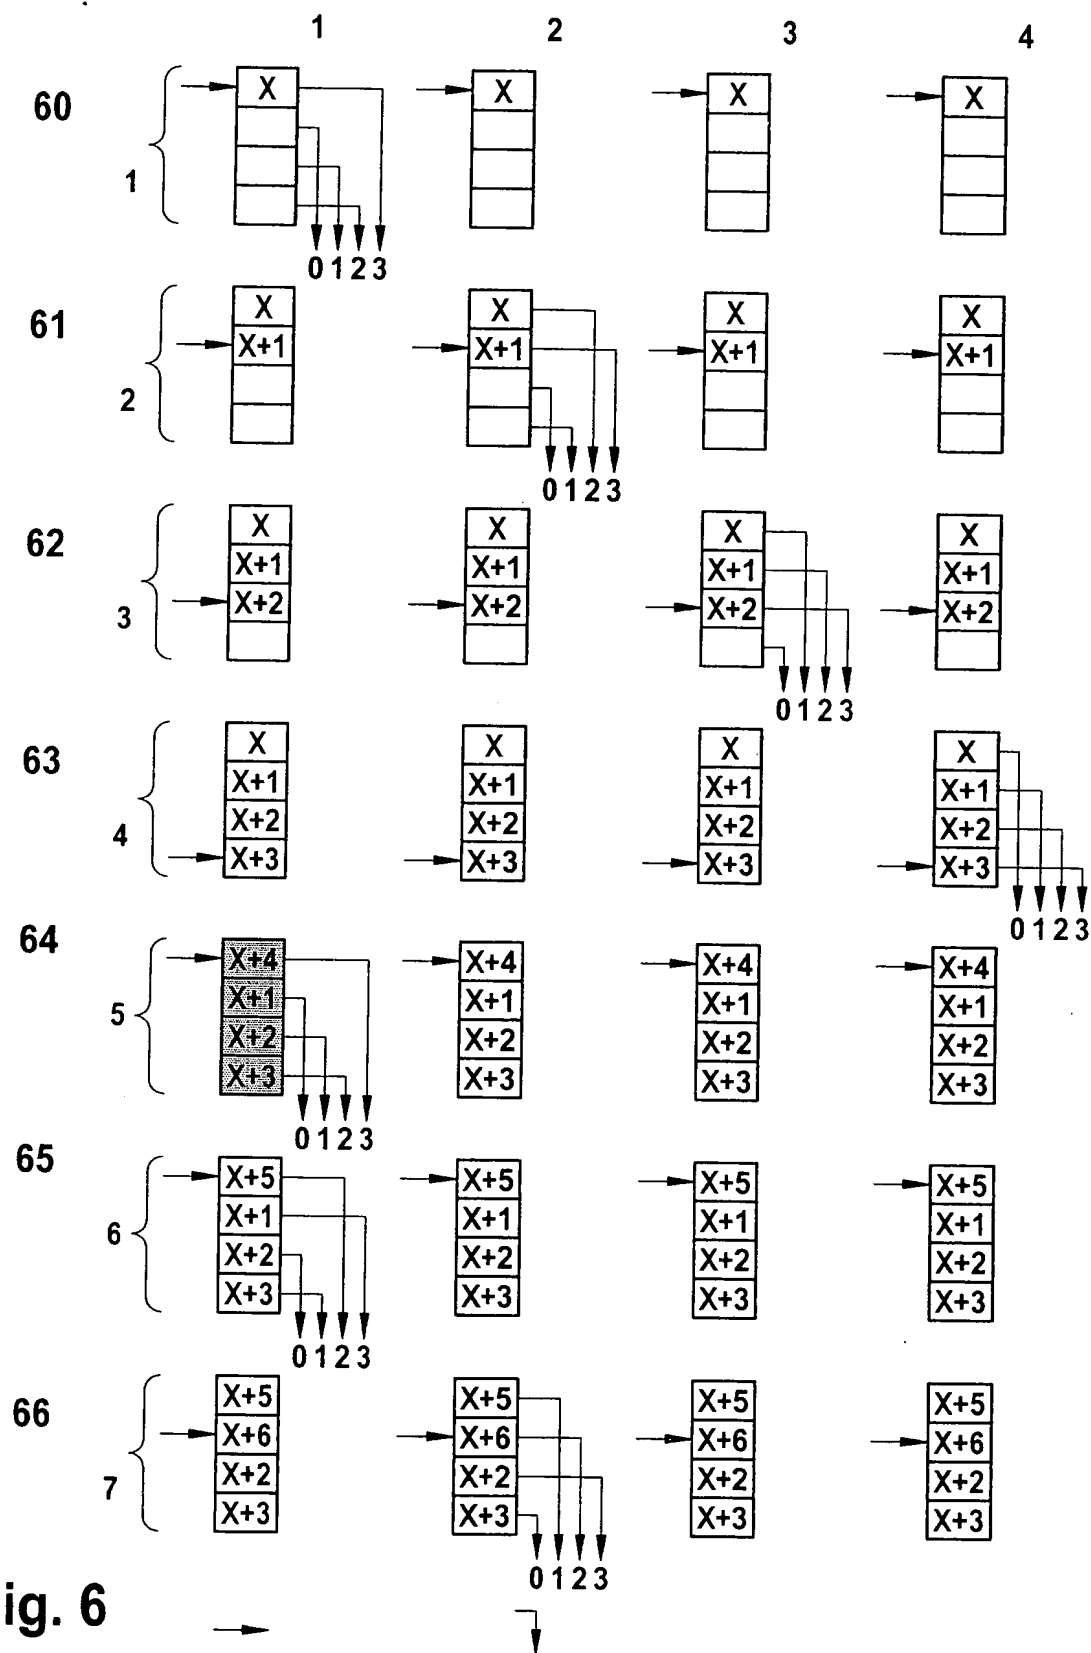 1 2 3 4
60
1
X X X X
0 1 2 3
61
2
X X X X
X+1 X+1 X+1 X+1
0 1 2 3
62
3
X X X X
X+1 X+1 X+1 X+1
X+2 X+2 X+2 X+2
0 1 2 3
63
4
X X X X
X+1 X+1 X+1 X+1
X+2 X+2 X+2 X+2
X+3 X+3 X+3 X+3
0 1 2 3
64
5
X+4 X+4 X+4 X+4
X+1 X+1 X+1 X+1
X+2 X+2 X+2 X+2
X+3 X+3 X+3 X+3
0 1 2 3
65
6
X+5 X+5 X+5 X+5
X+1 X+1 X+1 X+1
X+2 X+2 X+2 X+2
X+3 X+3 X+3 X+3
0 1 2 3
66
7
X+5 X+5 X+5 X+5
X+6 X+6 X+6 X+6
X+2 X+2 X+2 X+2
X+3 X+3 X+3 X+3
0 1 2 3
ig. 6